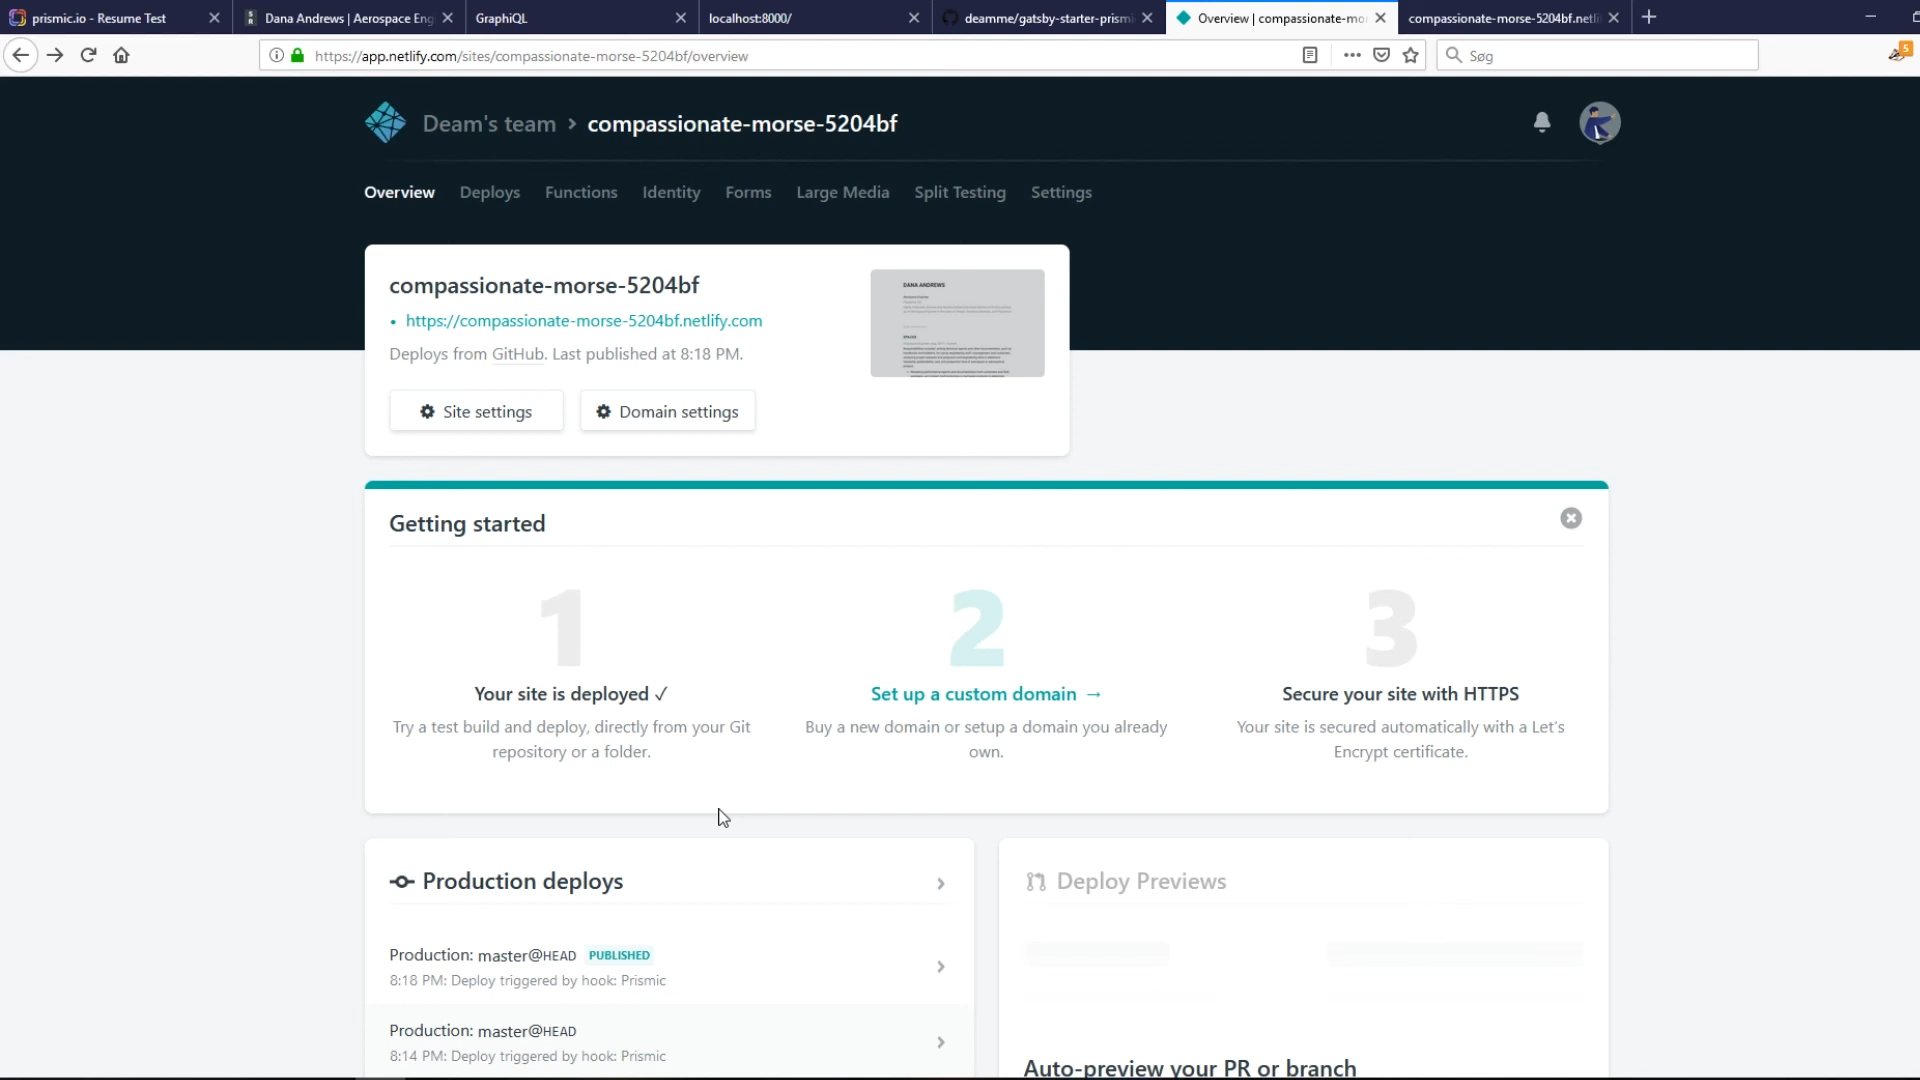 prismic.io - Resume Test
Dana Andrews | Aerospace Eng
GraphiQL
localhost:8000/
deamme/gatsby-starter-prismi
Overview | compassionate-mor
compassionate-morse-5204bf.netli
https://app.netlify.com/sites/compassionate-morse-5204bf/overview
Søg
5
Deam's team > compassionate-morse-5204bf
Overview Deploys Functions Identity Forms Large Media Split Testing Settings
compassionate-morse-5204bf
• https://compassionate-morse-5204bf.netlify.com
Deploys from GitHub. Last published at 8:18 PM.
Site settings
Domain settings
DANA ANDREWS
Getting started
1
Your site is deployed ✓
Try a test build and deploy, directly from your Git
repository or a folder.
2
Set up a custom domain →
Buy a new domain or setup a domain you already
own.
3
Secure your site with HTTPS
Your site is secured automatically with a Let's
Encrypt certificate.
Production deploys
Production: master@HEAD PUBLISHED
8:18 PM: Deploy triggered by hook: Prismic
Production: master@HEAD
8:14 PM: Deploy triggered by hook: Prismic
Deploy Previews
Auto-preview your PR or branch